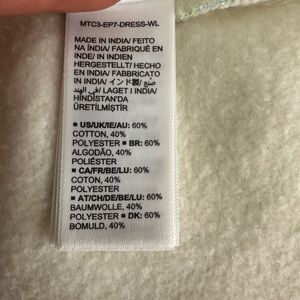 MTC3-EP7-DRESS-WL
MADE IN INDIA/ FEITO
NA ÍNDIA/ FABRIQUÉ EN
INDE/ IN INDIEN
HERGESTELLT/ HECHO
EN INDIA/ FABBRICATO
IN INDIA/ インド製/ صنع
في الهند/ LAGET I INDIA/
HİNDİSTAN'DA
ÜRETİLMİŞTİR
■ US/UK/IE/AU: 60%
COTTON, 40%
POLYESTER ■ BR: 60%
ALGODÃO, 40%
POLIÉSTER
■ CA/FR/BE/LU: 60%
COTON, 40%
POLYESTER
■ AT/CH/DE/BE/LU: 60%
BAUMWOLLE, 40%
POLYESTER ■ DK: 60%
BOMULD, 40%